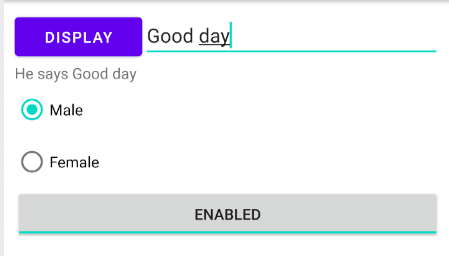 DISPLAY Good day
He says Good day
Male
Female
ENABLED